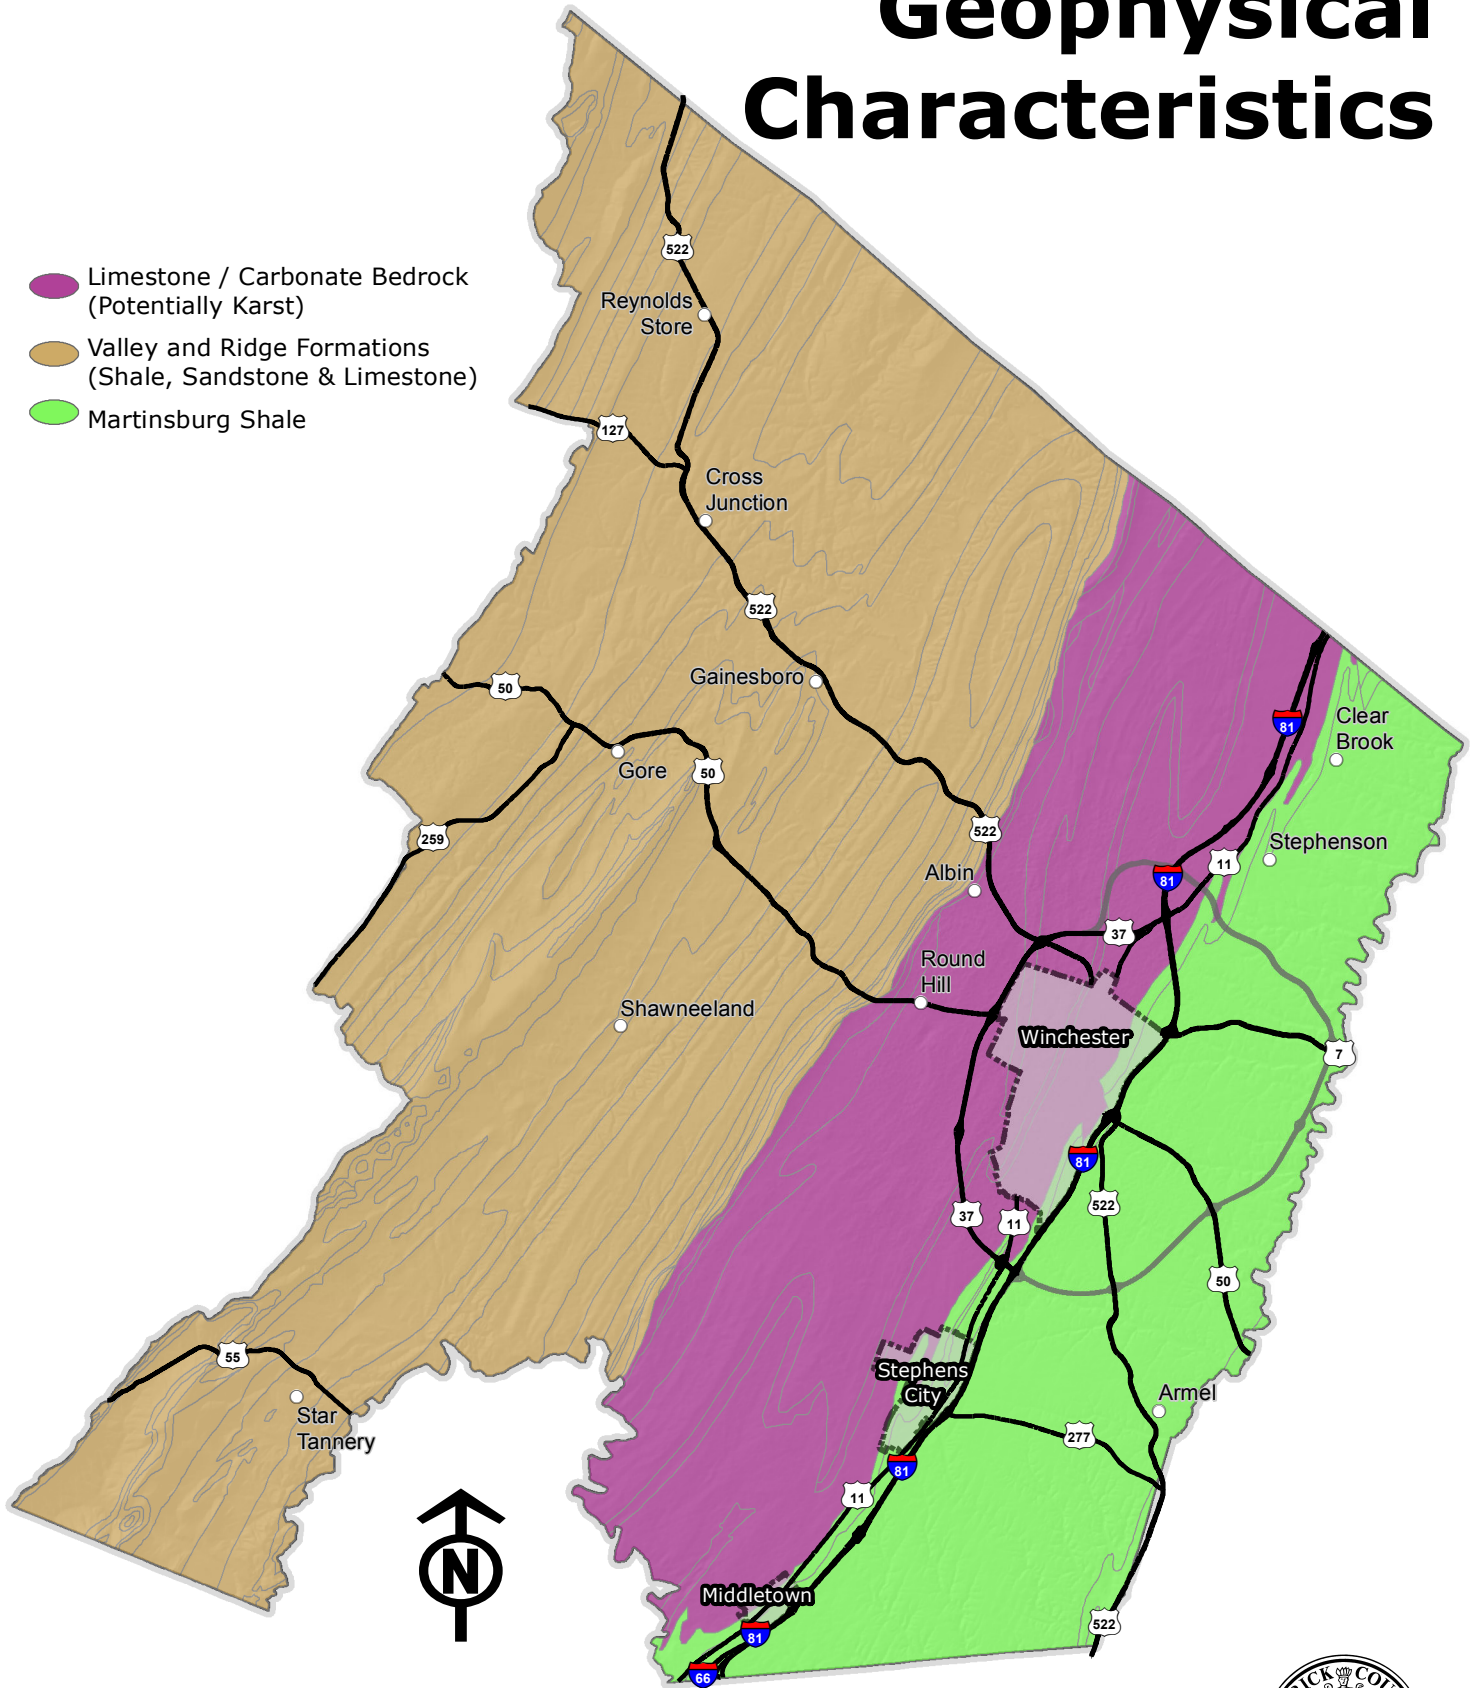 Geophysical
Characteristics
Limestone / Carbonate Bedrock
(Potentially Karst)
Valley and Ridge Formations
(Shale, Sandstone & Limestone)
Martinsburg Shale
522
Reynolds
Store
127
Cross
Junction
522
Gainesboro
50
Gore
50
259
522
Albin
81
Clear
Brook
Stephenson
11
81
37
Round
Hill
Shawneeland
Winchester
7
81
522
37
11
50
55
Star
Tannery
Stephens
City
Armel
277
81
11
Middletown
81
66
522
N